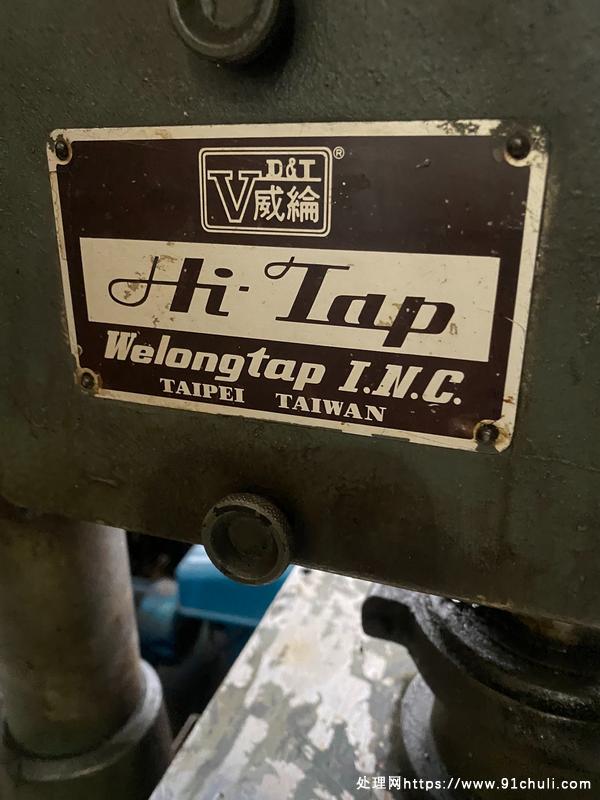 D&T ®
V威綸
Hi-Tap
Welongtap I.N.C.
TAIPEI TAIWAN
处理网https://www.91chuli.com